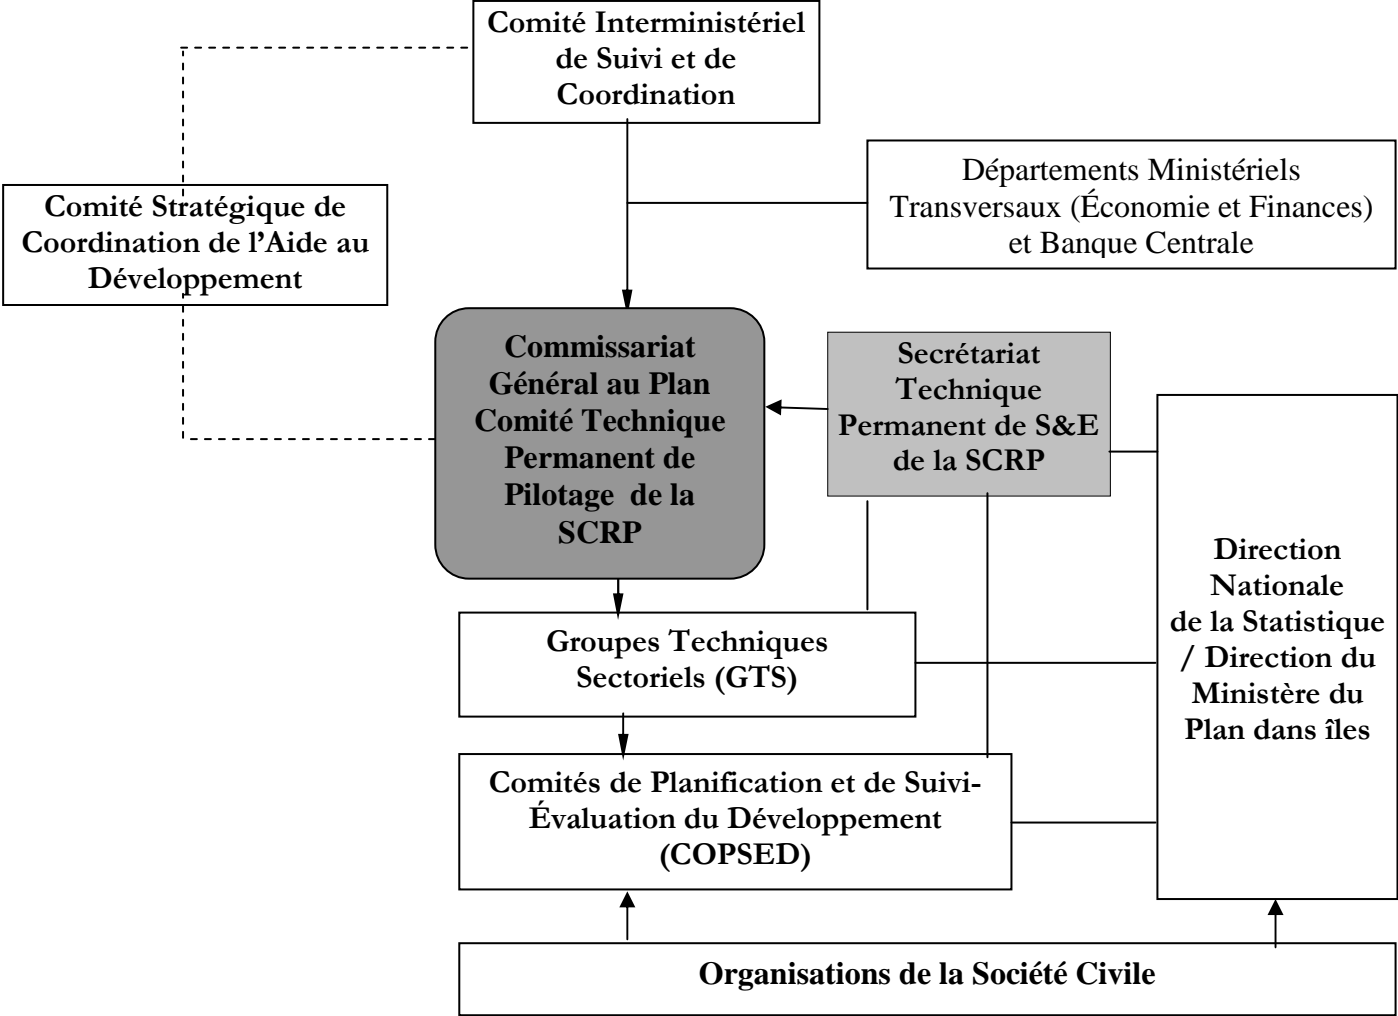 Comité Interministériel
de Suivi et de
Coordination
Départements Ministériels
Transversaux (Économie et Finances)
et Banque Centrale
Comité Stratégique de
Coordination de l’Aide au
Développement
Commissariat
Général au Plan
Comité Technique
Permanent de
Pilotage de la
SCRP
Secrétariat
Technique
Permanent de S&E
de la SCRP
Direction
Nationale
de la Statistique
/ Direction du
Ministère du
Plan dans îles
Groupes Techniques
Sectoriels (GTS)
Comités de Planification et de Suivi-
Évaluation du Développement
(COPSED)
Organisations de la Société Civile